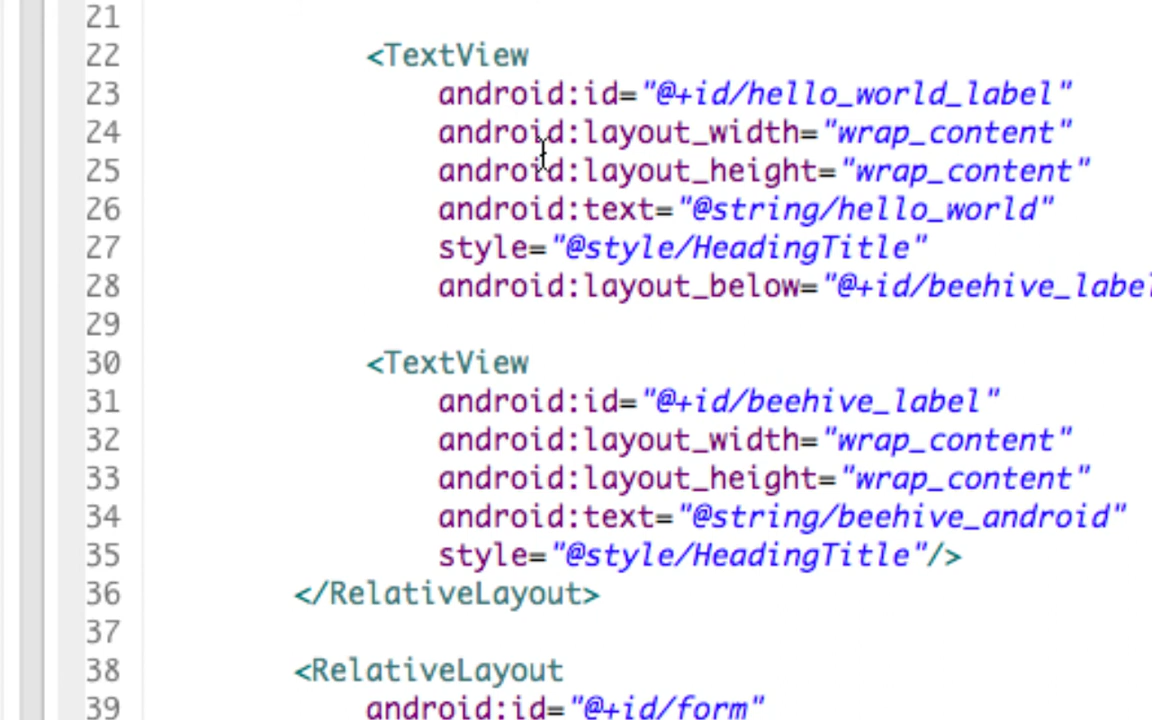 21
22 <TextView
23 android:id="@+id/hello_world_label"
24 android:layout_width="wrap_content"
25 android:layout_height="wrap_content"
26 android:text="@string/hello_world"
27 style="@style/HeadingTitle"
28 android:layout_below="@+id/beehive_label
29
30 <TextView
31 android:id="@+id/beehive_label"
32 android:layout_width="wrap_content"
33 android:layout_height="wrap_content"
34 android:text="@string/beehive_android"
35 style="@style/HeadingTitle"/>
36 </RelativeLayout>
37
38 <RelativeLayout
39 android:id="@+id/form"